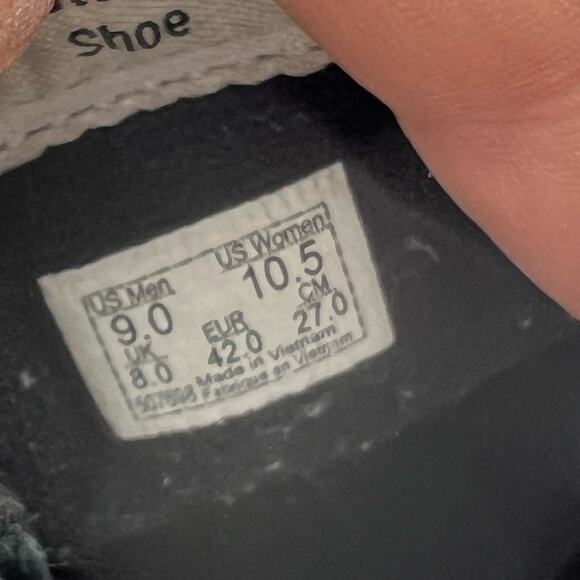 Shoe
US Men
US Women
9.0
10.5
UK
EUR
CM
8.0
42.0
27.0
Made in Vietnam
Fabriqué en Vietnam